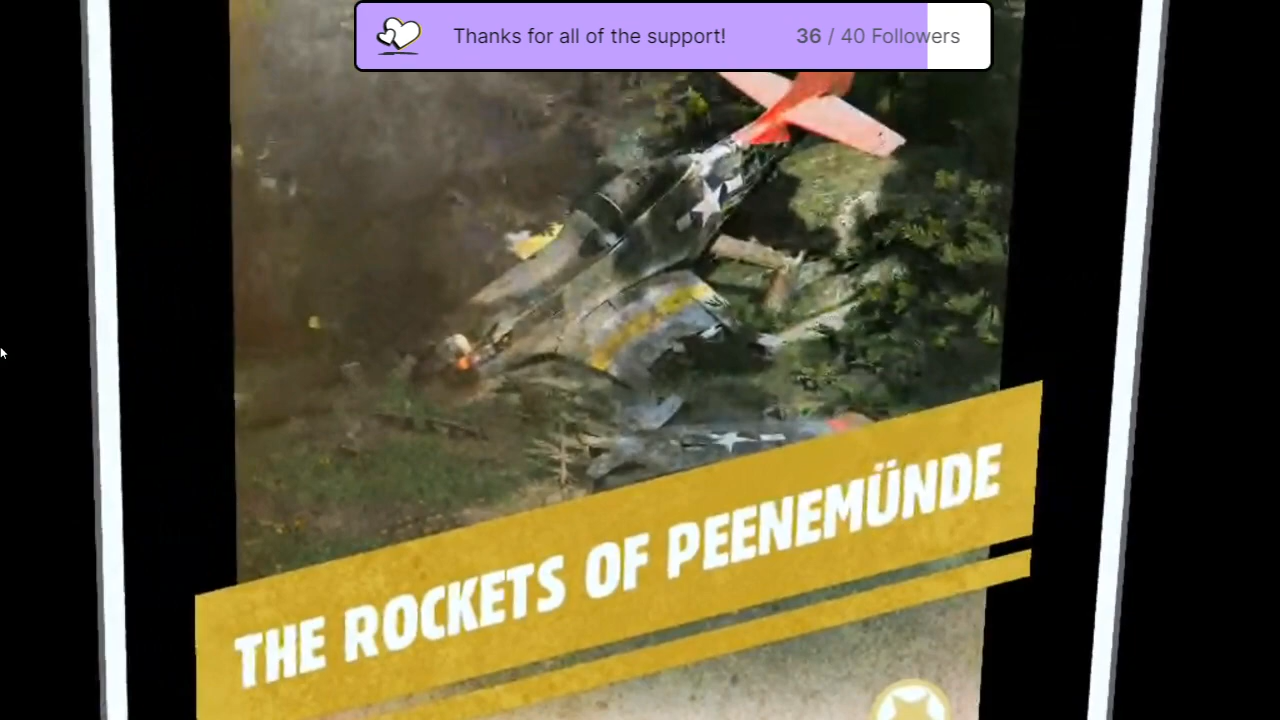 Thanks for all of the support! 36 / 40 Followers
THE ROCKETS OF PEENEMÜNDE